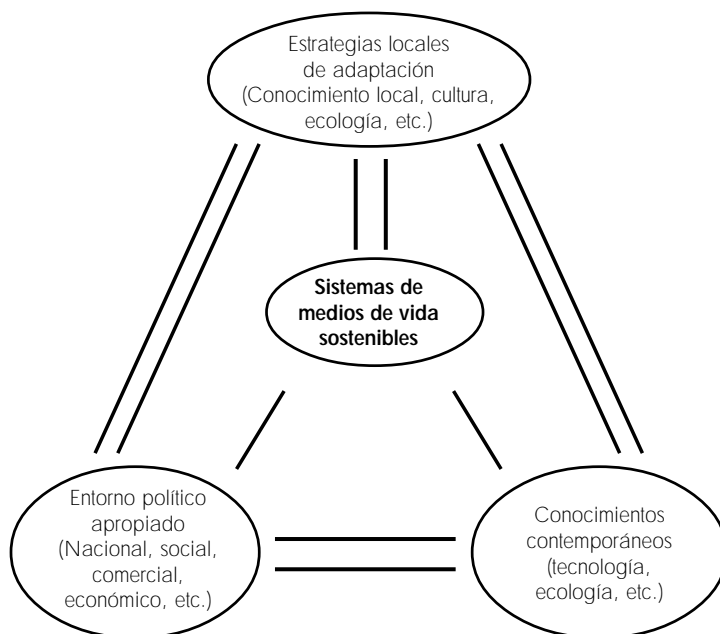 Estrategias locales
de adaptación
(Conocimiento local, cultura,
ecología, etc.)
Sistemas de
medios de vida
sostenibles
Entorno político
apropiado
(Nacional, social,
comercial,
económico, etc.)
Conocimientos
contemporáneos
(tecnología,
ecología, etc.)